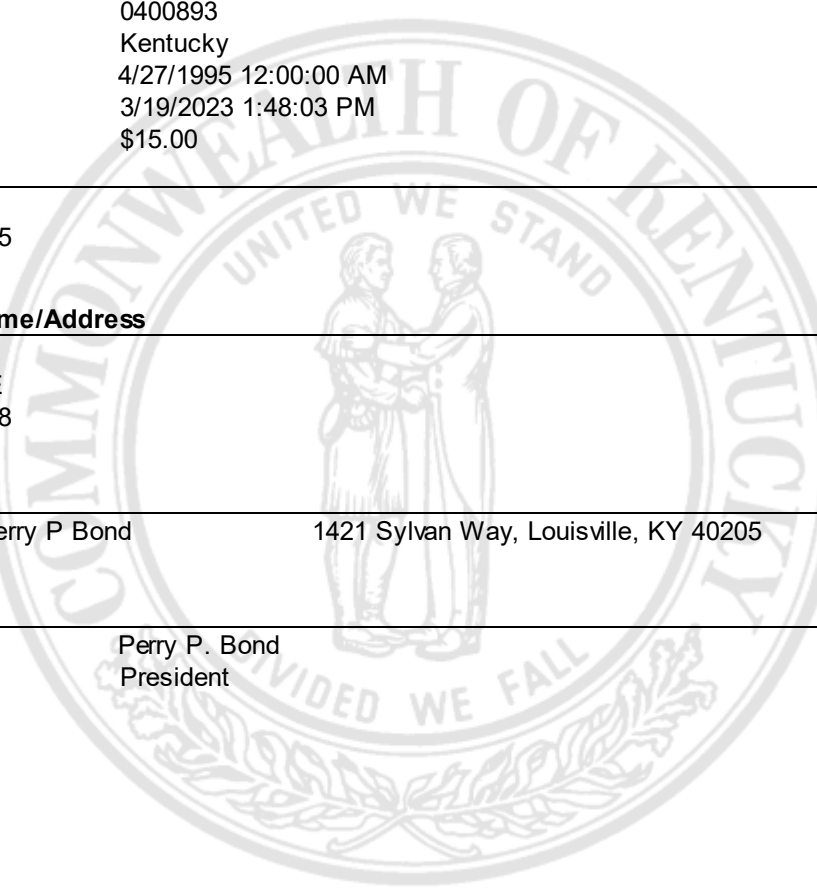 0400893
Kentucky
4/27/1995 12:00:00 AM
3/19/2023 1:48:03 PM
$15.00
5
me/Address
E
8
erry P Bond 1421 Sylvan Way, Louisville, KY 40205
Perry P. Bond
President
COMMONWEALTH OF KENTUCKY
UNITED WE STAND
DIVIDED WE FALL